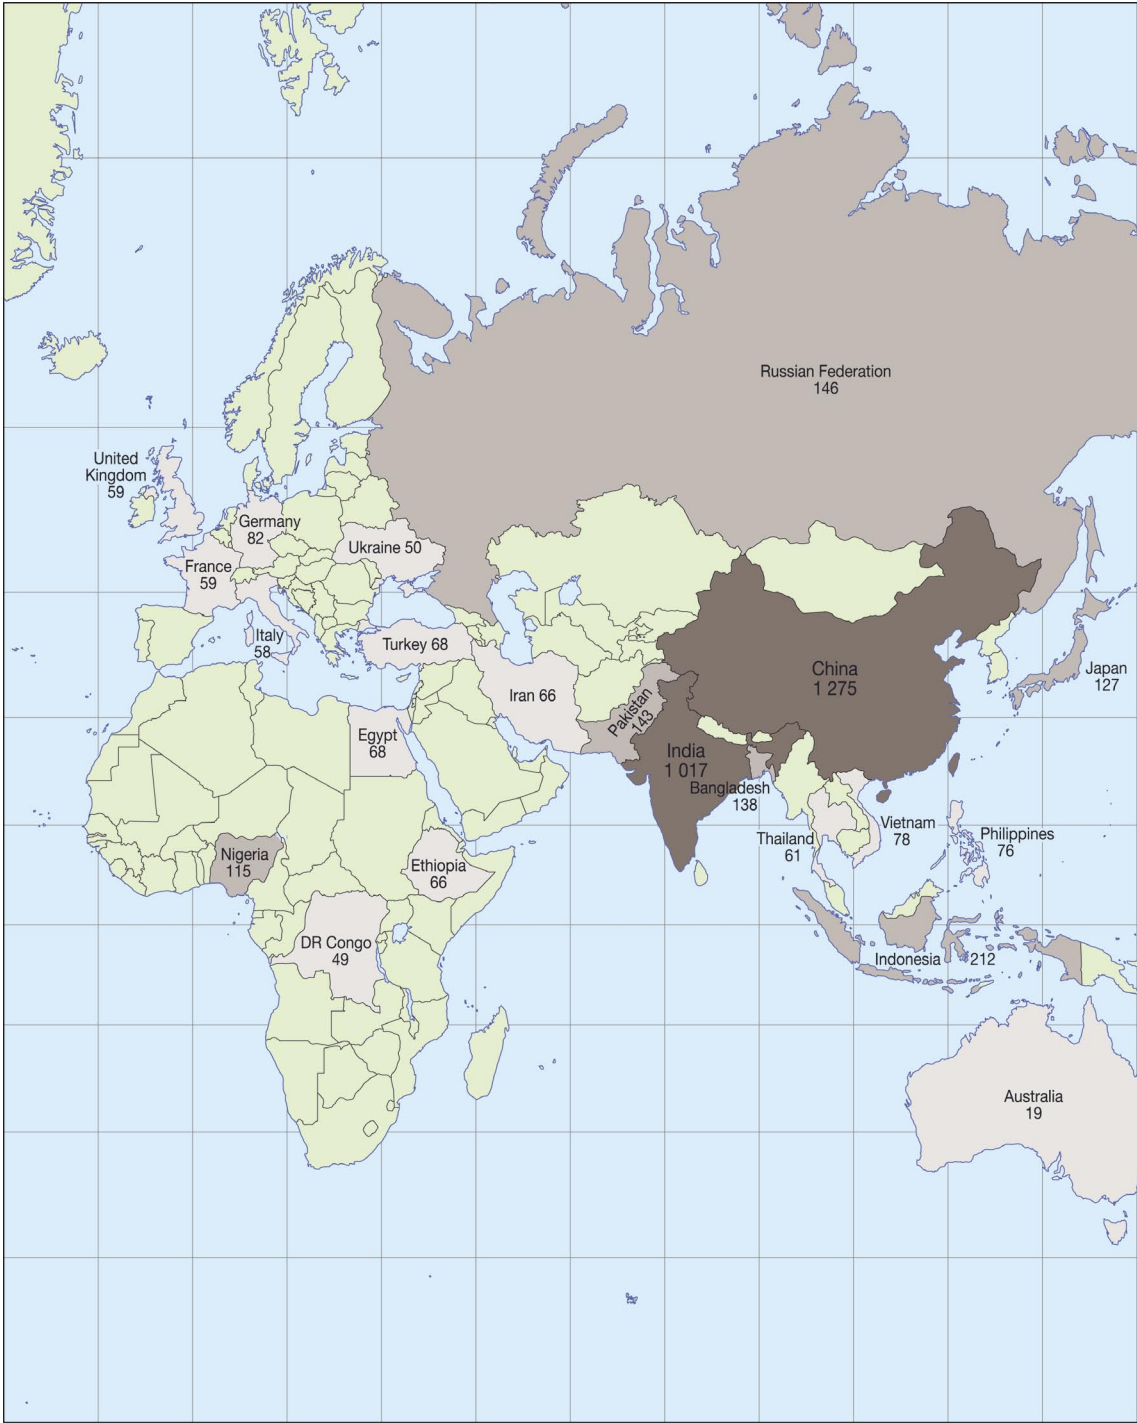 Russian Federation
146
United
Kingdom
59
Germany
82
Ukraine 50
France
59
Italy
58
Turkey 68
Iran 66
Pakistan
143
China
1 275
Japan
127
Egypt
68
India
1 017
Bangladesh
138
Vietnam
78
Thailand
61
Philippines
76
Nigeria
115
Ethiopia
66
DR Congo
49
Indonesia 212
Australia
19